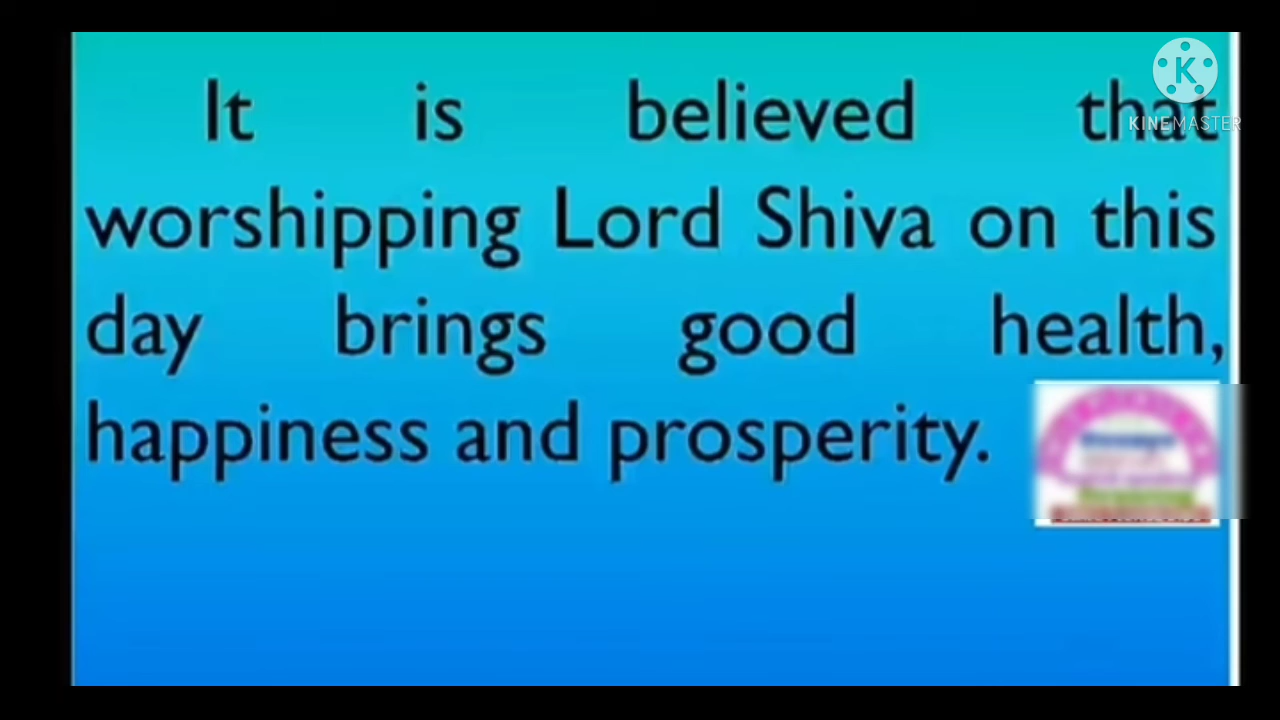 It is believed that
worshipping Lord Shiva on this
day brings good health,
happiness and prosperity.
K
KINEMASTER